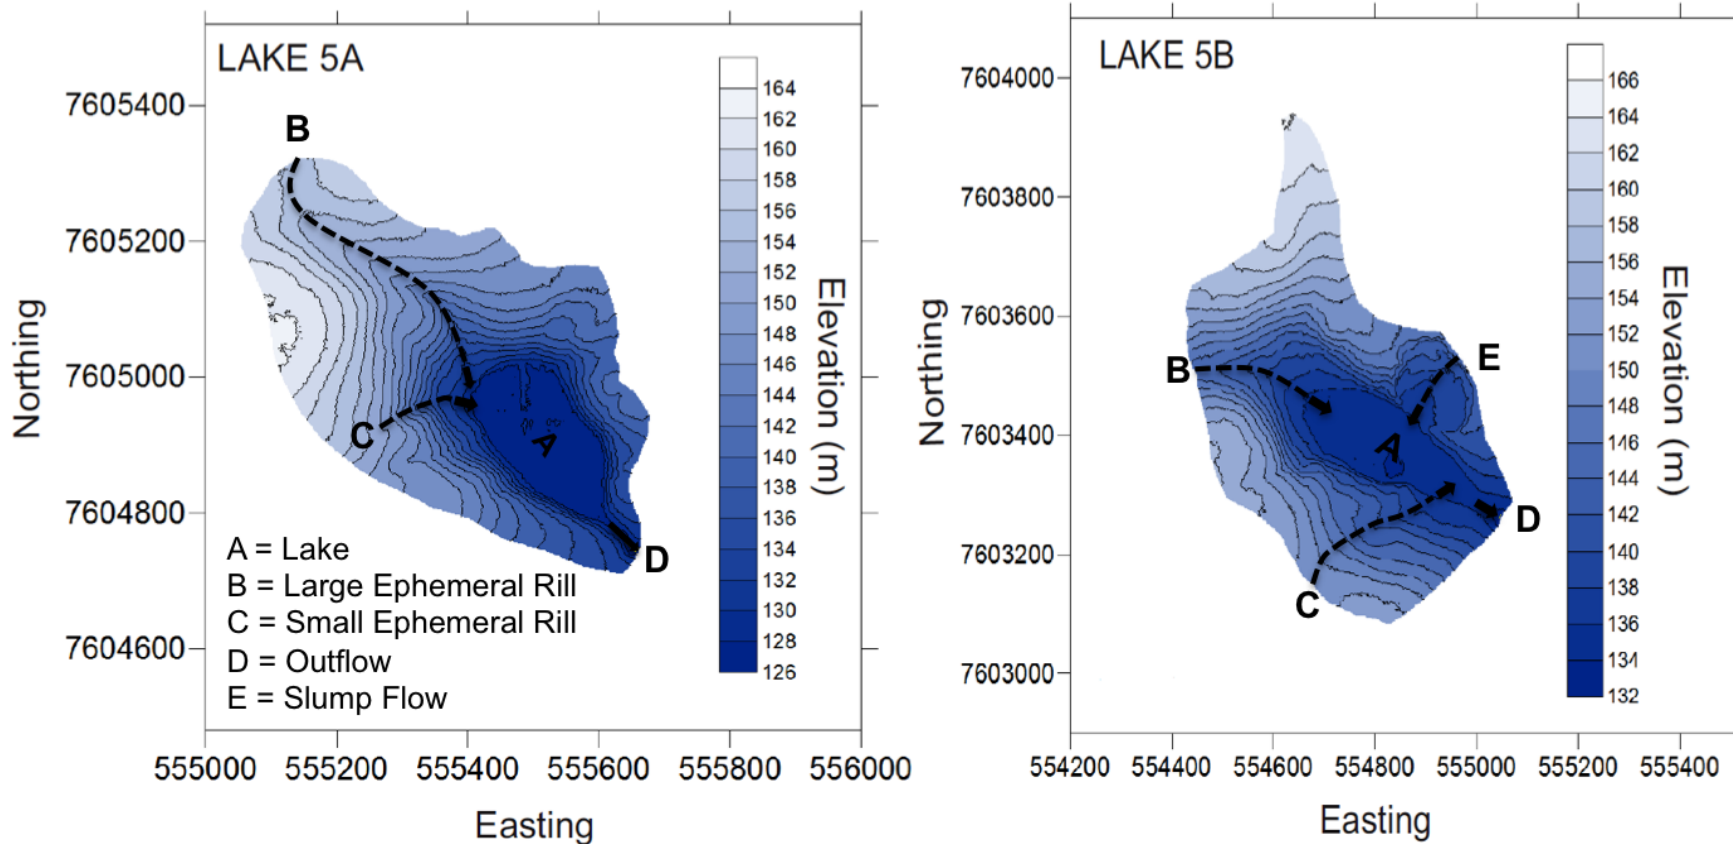 LAKE 5A
7605400
7605200
7605000
7604800
7604600
Northing
B
C
A
D
A = Lake
B = Large Ephemeral Rill
C = Small Ephemeral Rill
D = Outflow
E = Slump Flow
164
162
160
158
156
154
152
150
148
146
144
142
140
138
136
134
132
130
128
126
Elevation (m)
555000 555200 555400 555600 555800 556000
Easting
LAKE 5B
7604000
7603800
7603600
7603400
7603200
7603000
Northing
B
E
A
D
C
166
164
162
160
158
156
154
152
150
148
146
144
142
140
138
136
134
132
Elevation (m)
554200 554400 554600 554800 555000 555200 555400
Easting